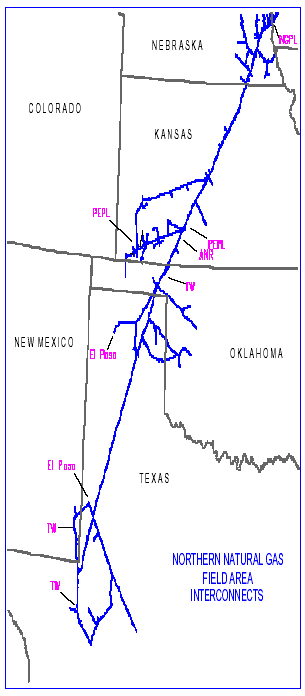 NEBRASKA
NGPL
COLORADO
KANSAS
PEPL
PEPL
ANR
TW
NEW MEXICO
El Paso
OKLAHOMA
El Paso
TEXAS
TW
NORTHERN NATURAL GAS
FIELD AREA
INTERCONNECTS
TW